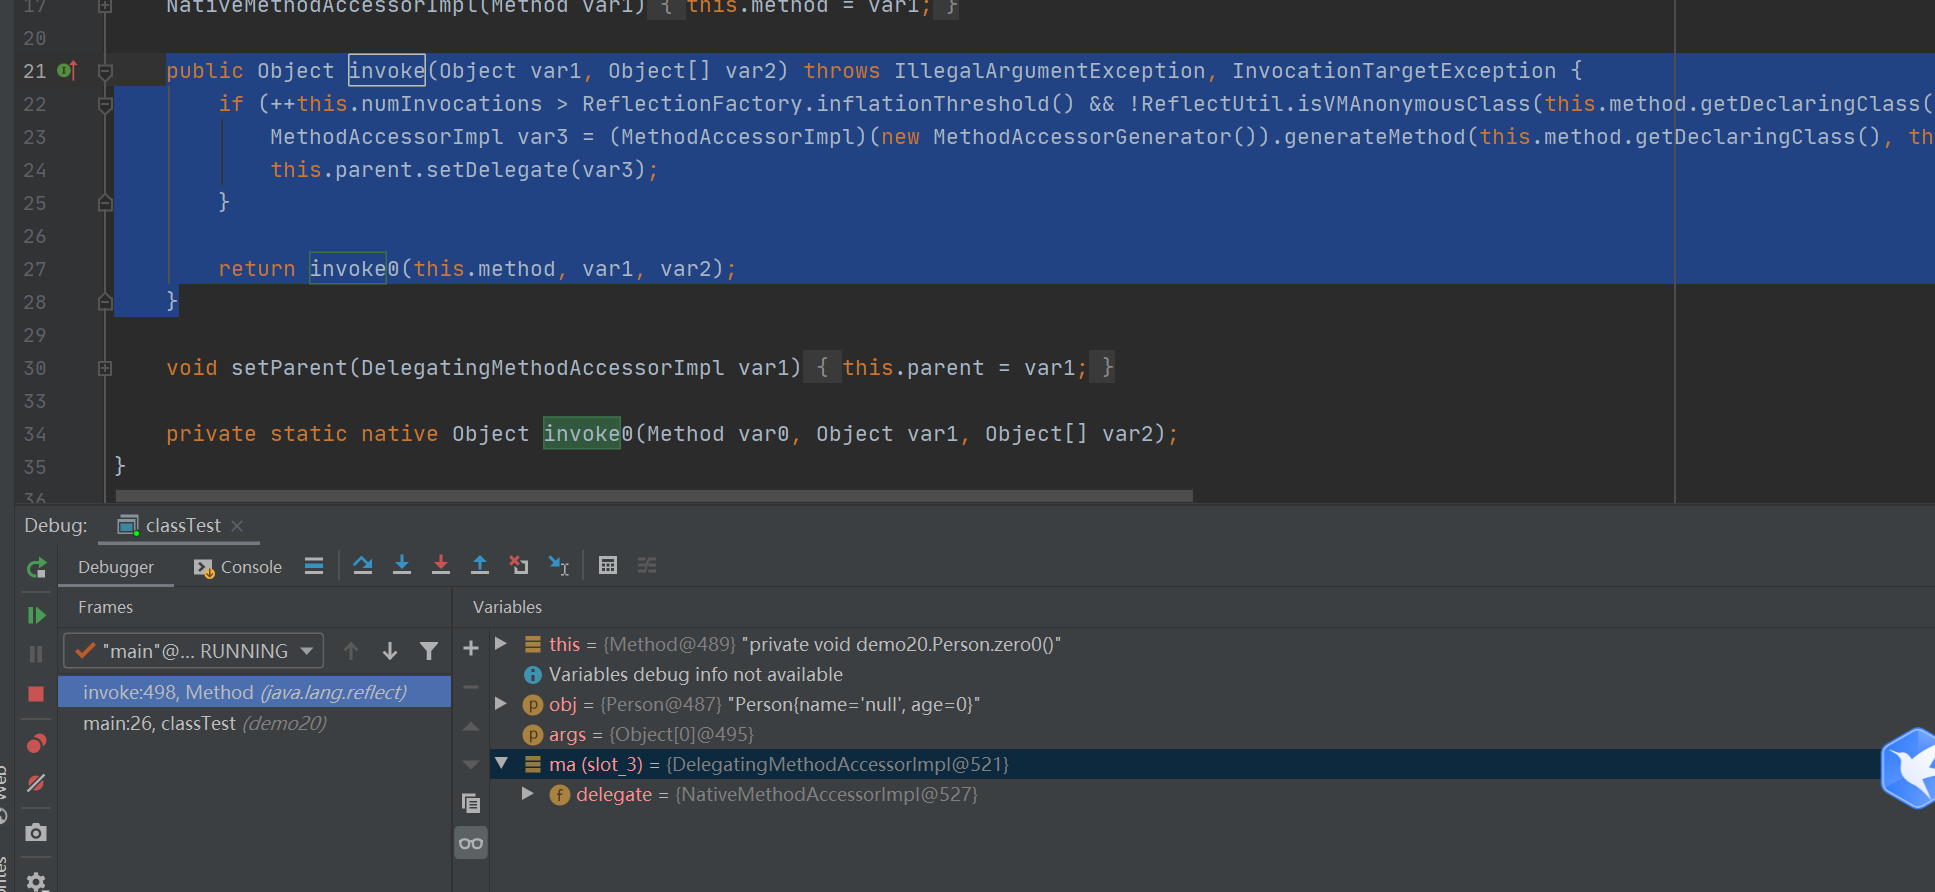 17 NativeMethodAccessorImpl(Method var1) { this.method = var1; }
20
21 public Object invoke(Object var1, Object[] var2) throws IllegalArgumentException, InvocationTargetException {
22 if (++this.numInvocations > ReflectionFactory.inflationThreshold() && !ReflectUtil.isVMAnonymousClass(this.method.getDeclaringClass(
23 MethodAccessorImpl var3 = (MethodAccessorImpl)(new MethodAccessorGenerator()).generateMethod(this.method.getDeclaringClass(), th
24 this.parent.setDelegate(var3);
25 }
26
27 return invoke0(this.method, var1, var2);
28 }
29
30 void setParent(DelegatingMethodAccessorImpl var1) { this.parent = var1; }
33
34 private static native Object invoke0(Method var0, Object var1, Object[] var2);
35 }
36
Debug: classTest
Debugger Console
Frames
Variables
"main"@... RUNNING
invoke:498, Method (java.lang.reflect)
main:26, classTest (demo20)
this = {Method@489} "private void demo20.Person.zero0()"
Variables debug info not available
obj = {Person@487} "Person{name='null', age=0}"
args = {Object[0]@495}
ma (slot_3) = {DelegatingMethodAccessorImpl@521}
delegate = {NativeMethodAccessorImpl@527}
Web